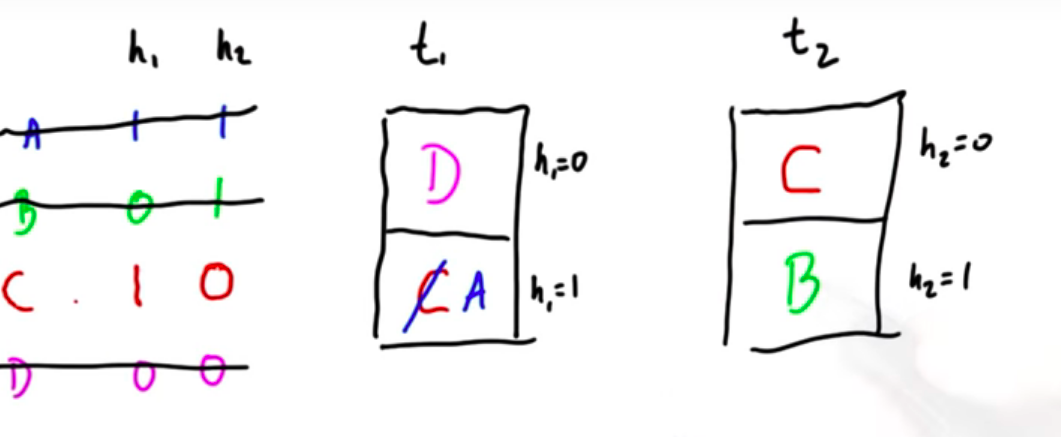 h₁ h₂
A 1 1
B 0 1
C . 1 0
D 0 0
t₁
D h₁=0
C A h₁=1
t₂
C h₂=0
B h₂=1